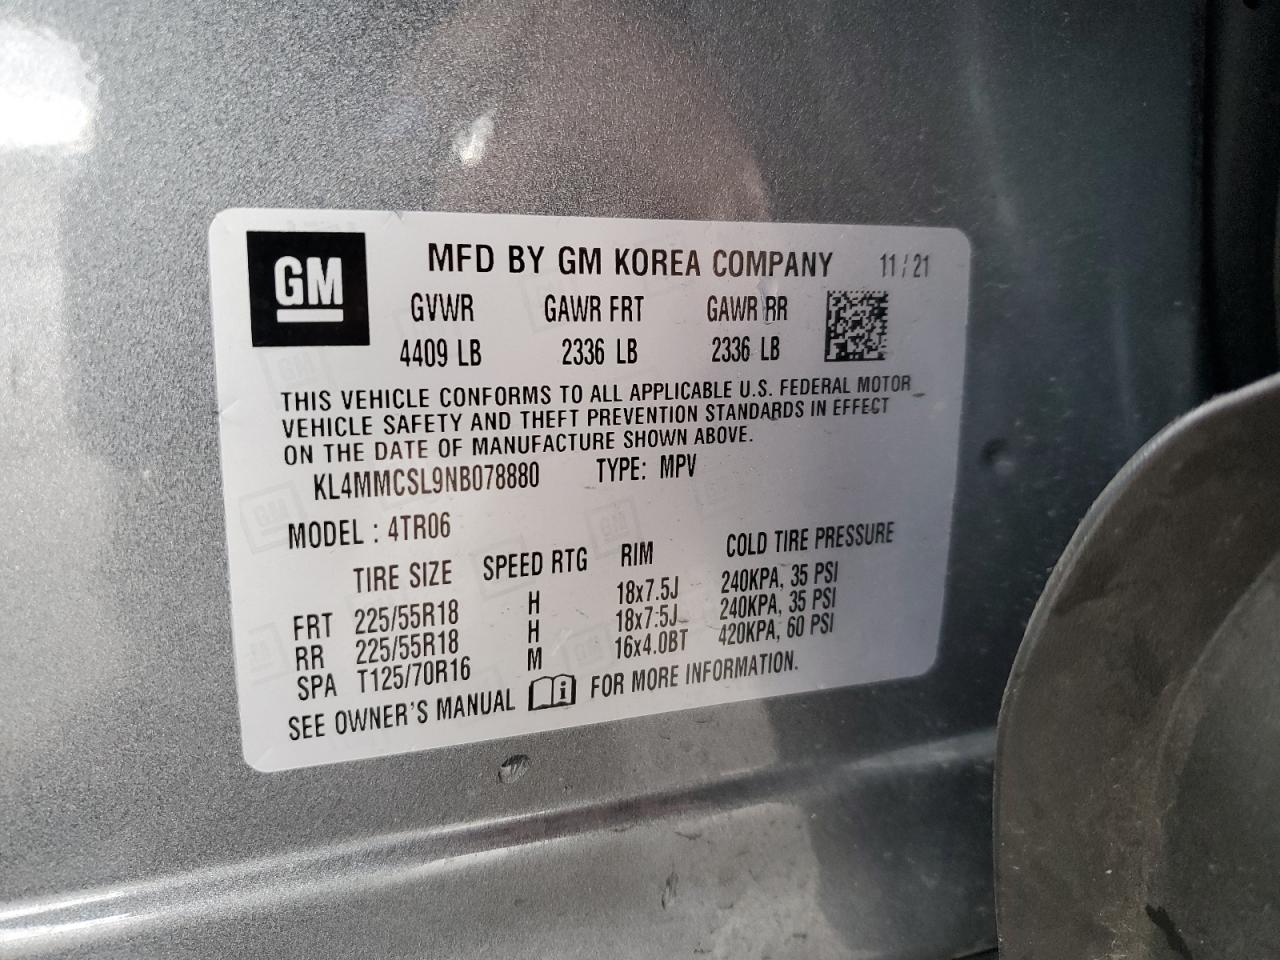 GM
MFD BY GM KOREA COMPANY 11/21
GVWR GAWR FRT GAWR RR
4409 LB 2336 LB 2336 LB
THIS VEHICLE CONFORMS TO ALL APPLICABLE U.S. FEDERAL MOTOR
VEHICLE SAFETY AND THEFT PREVENTION STANDARDS IN EFFECT
ON THE DATE OF MANUFACTURE SHOWN ABOVE.
KL4MMCSL9NB078880 TYPE: MPV
MODEL : 4TR06
TIRE SIZE SPEED RTG RIM COLD TIRE PRESSURE
FRT 225/55R18 H 18x7.5J 240KPA, 35 PSI
RR 225/55R18 H 18x7.5J 240KPA, 35 PSI
SPA T125/70R16 M 16x4.0BT 420KPA, 60 PSI
SEE OWNER'S MANUAL i FOR MORE INFORMATION.